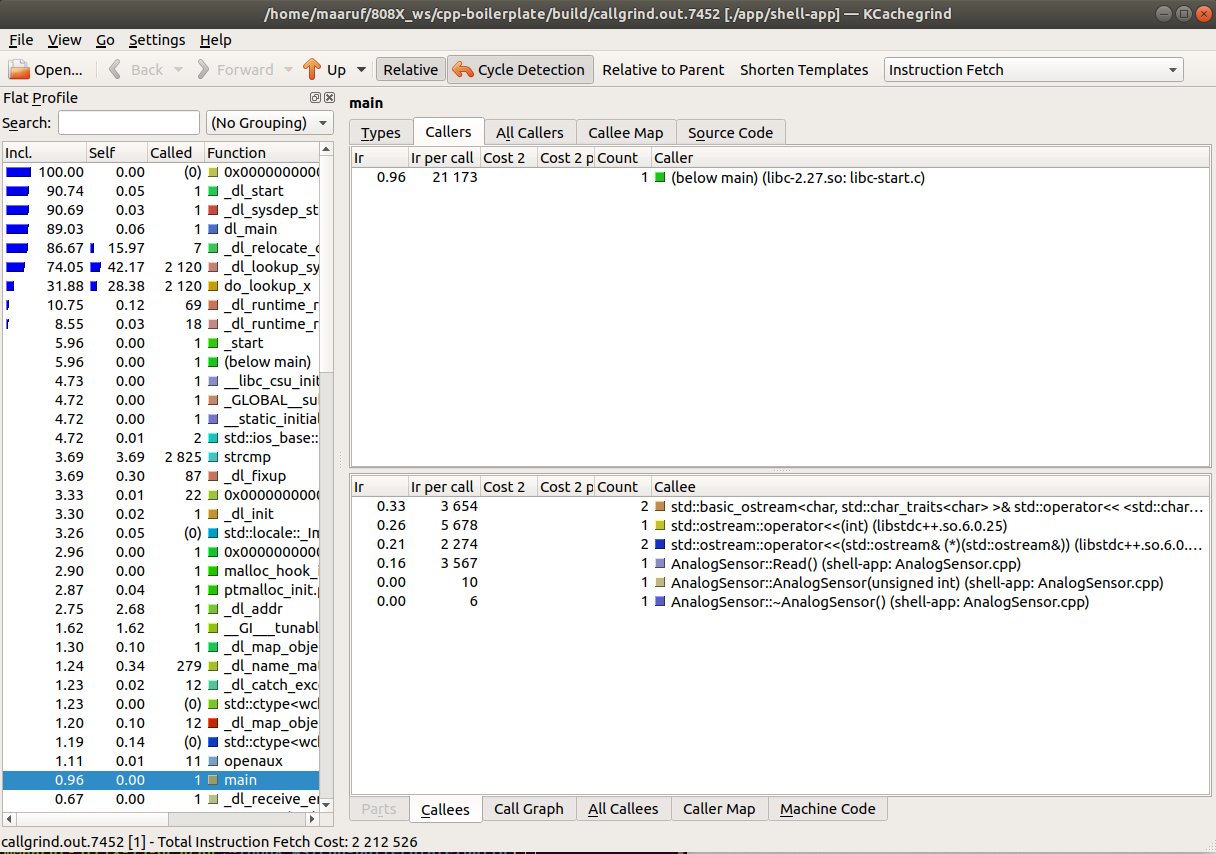 /home/maaruf/808X_ws/cpp-boilerplate/build/callgrind.out.7452 [./app/shell-app] — KCachegrind
File View Go Settings Help
Open... Back Forward Up Relative Cycle Detection Relative to Parent Shorten Templates Instruction Fetch
Flat Profile
Search: (No Grouping)
Incl. Self Called Function
100.00 0.00 (0) 0x000000000
90.74 0.05 1 _dl_start
90.69 0.03 1 _dl_sysdep_st
89.03 0.06 1 dl_main
86.67 15.97 7 _dl_relocate_o
74.05 42.17 2 120 _dl_lookup_sy
31.88 28.38 2 120 do_lookup_x
10.75 0.12 69 _dl_runtime_r
8.55 0.03 18 _dl_runtime_r
5.96 0.00 1 _start
5.96 0.00 1 (below main)
4.73 0.00 1 __libc_csu_init
4.72 0.00 1 _GLOBAL__su
4.72 0.00 1 __static_initial
4.72 0.01 2 std::ios_base::
3.69 3.69 2 825 strcmp
3.69 0.30 87 _dl_fixup
3.33 0.01 22 0x000000000
3.30 0.02 1 _dl_init
3.26 0.05 (0) std::locale::_Im
2.96 0.00 1 0x000000000
2.90 0.00 1 malloc_hook_i
2.87 0.04 1 ptmalloc_init.p
2.75 2.68 1 _dl_addr
1.62 1.62 1 __GI___tunabl
1.30 0.10 1 _dl_map_obje
1.24 0.34 279 _dl_name_mat
1.23 0.02 12 _dl_catch_exce
1.23 0.00 (0) std::ctype<wch
1.20 0.10 12 _dl_map_obje
1.19 0.14 (0) std::ctype<wch
1.11 0.01 11 openaux
0.96 0.00 1 main
0.67 0.00 1 _dl_receive_er
main
Types Callers All Callers Callee Map Source Code
Ir Ir per call Cost 2 Cost 2 p Count Caller
0.96 21 173 1 (below main) (libc-2.27.so: libc-start.c)
Ir Ir per call Cost 2 Cost 2 p Count Callee
0.33 3 654 2 std::basic_ostream<char, std::char_traits<char> >& std::operator<< <std::char...
0.26 5 678 1 std::ostream::operator<<(int) (libstdc++.so.6.0.25)
0.21 2 274 2 std::ostream::operator<<(std::ostream& (*)(std::ostream&)) (libstdc++.so.6.0....
0.16 3 567 1 AnalogSensor::Read() (shell-app: AnalogSensor.cpp)
0.00 10 1 AnalogSensor::AnalogSensor(unsigned int) (shell-app: AnalogSensor.cpp)
0.00 6 1 AnalogSensor::~AnalogSensor() (shell-app: AnalogSensor.cpp)
Parts Callees Call Graph All Callees Caller Map Machine Code
callgrind.out.7452 [1] - Total Instruction Fetch Cost: 2 212 526